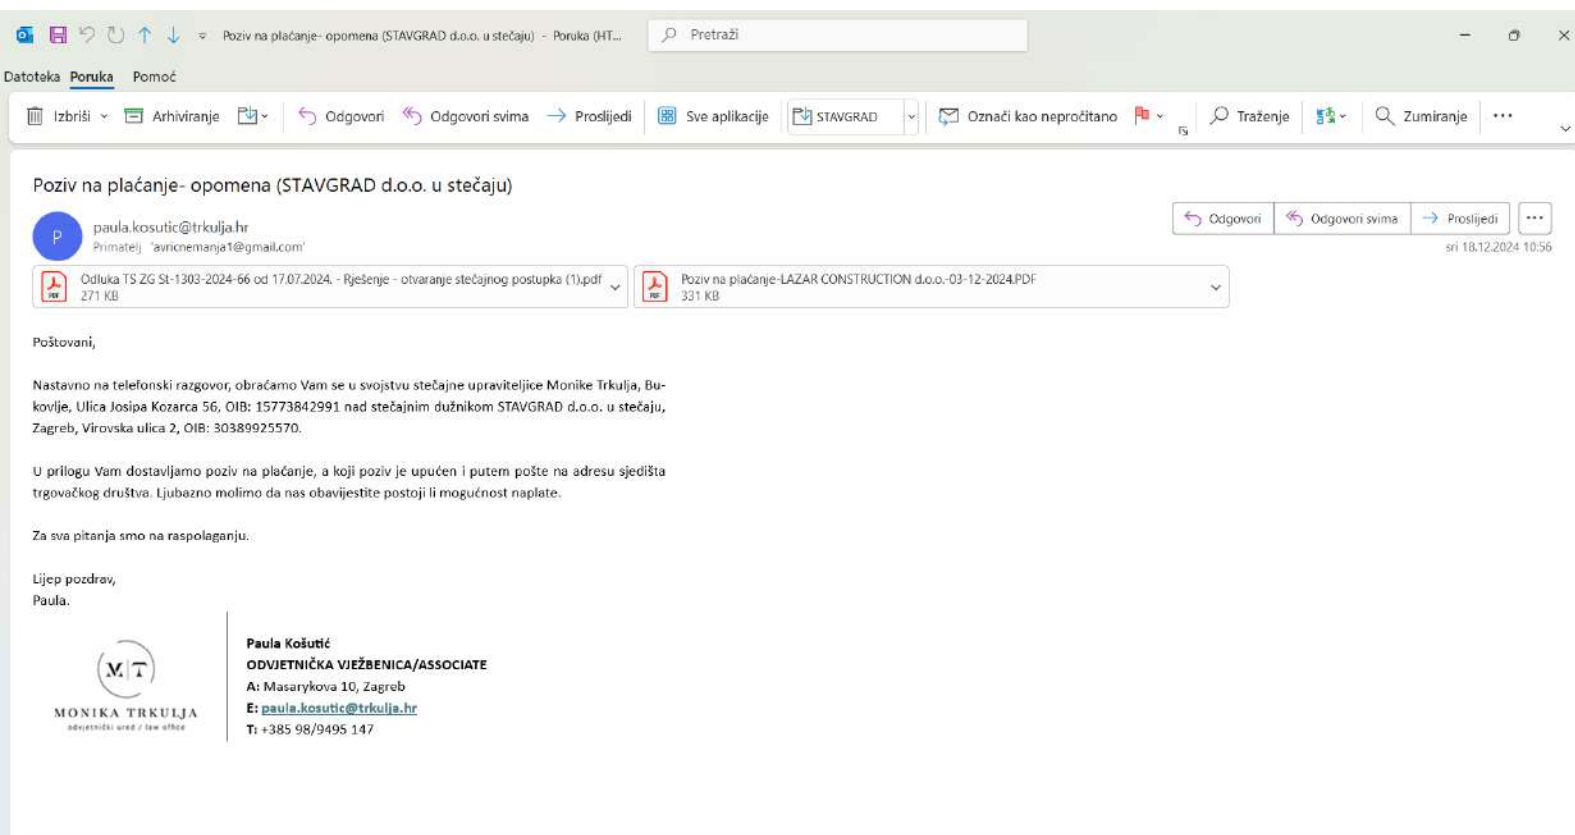 Poziv na plaćanje- opomena (STAVGRAD d.o.o. u stečaju) - Poruka (HT...
Pretraži
Datoteka Poruka Pomoć
Izbriši Arhiviranje Odgovori Odgovori svima Proslijedi Sve aplikacije STAVGRAD Označi kao nepročitano Traženje Zumiranje ...
Poziv na plaćanje- opomena (STAVGRAD d.o.o. u stečaju)
P
paula.kosutic@trkulja.hr
Primatelj 'avricnemanja1@gmail.com'
Odgovori Odgovori svima Proslijedi ...
sri 18.12.2024 10:56
Odluka TS ZG St-1303-2024-66 od 17.07.2024. - Rješenje - otvaranje stečajnog postupka (1).pdf
271 KB
Poziv na plaćanje-LAZAR CONSTRUCTION d.o.o.-03-12-2024.PDF
331 KB
Poštovani,
Nastavno na telefonski razgovor, obraćamo Vam se u svojstvu stečajne upraviteljice Monike Trkulja, Bu-
kovlje, Ulica Josipa Kozarca 56, OIB: 15773842991 nad stečajnim dužnikom STAVGRAD d.o.o. u stečaju,
Zagreb, Virovska ulica 2, OIB: 30389925570.
U prilogu Vam dostavljamo poziv na plaćanje, a koji poziv je upućen i putem pošte na adresu sjedišta
trgovačkog društva. Ljubazno molimo da nas obavijestite postoji li mogućnost naplate.
Za sva pitanja smo na raspolaganju.
Lijep pozdrav,
Paula.
M|T
MONIKA TRKULJA
odvjetnički ured / law office
Paula Košutić
ODVJETNIČKA VJEŽBENICA/ASSOCIATE
A: Masarykova 10, Zagreb
E: paula.kosutic@trkulja.hr
T: +385 98/9495 147